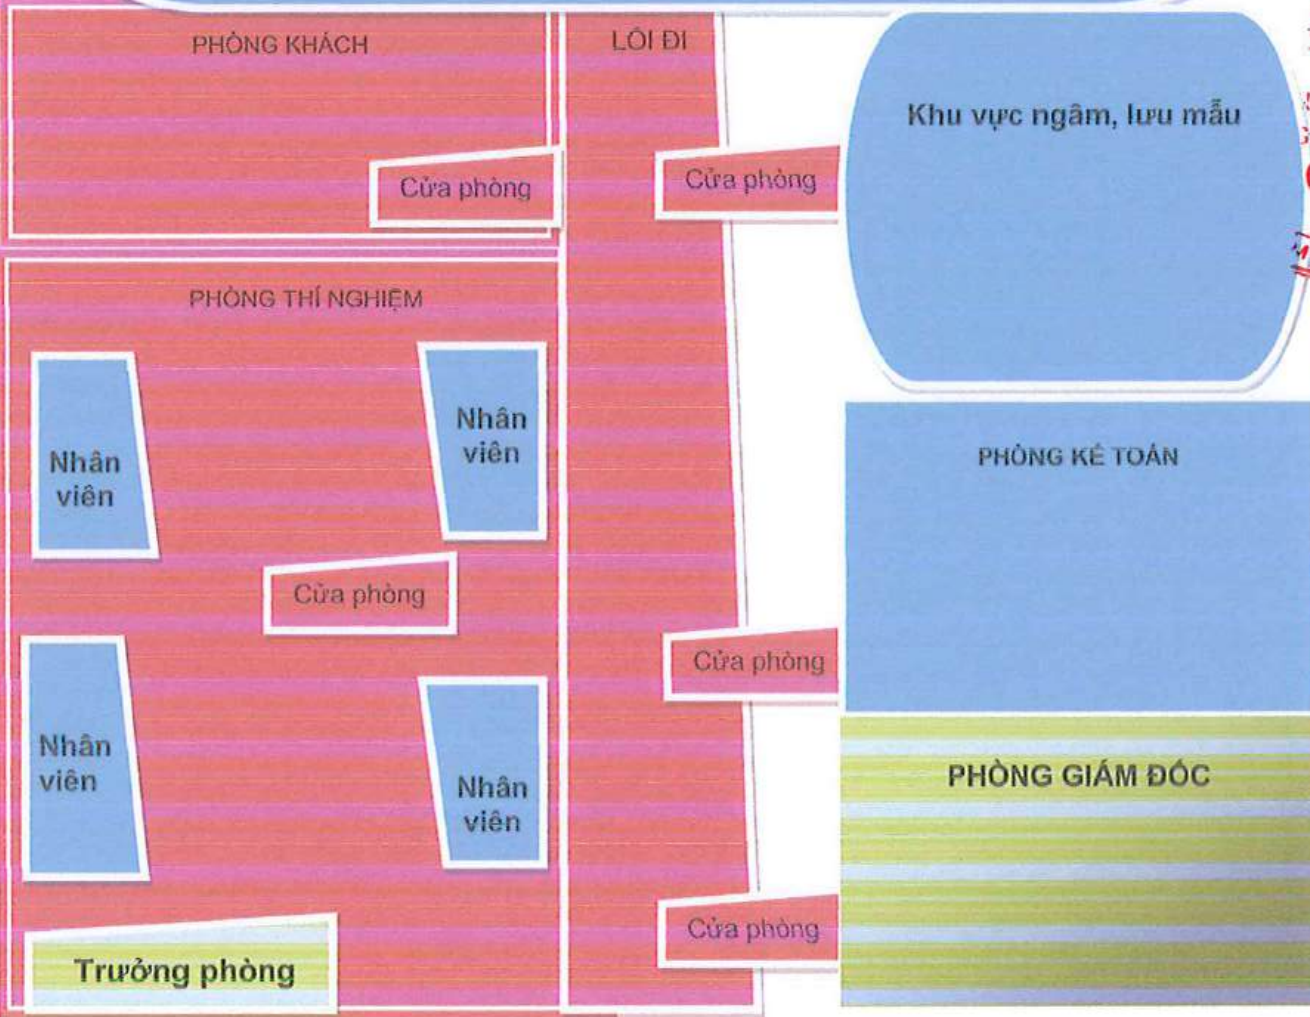 PHÒNG KHÁCH
LỐI ĐI
Khu vực ngâm, lưu mẫu
Cửa phòng
Cửa phòng
PHÒNG THÍ NGHIỆM
Nhân
viên
Nhân
viên
PHÒNG KẾ TOÁN
Cửa phòng
Cửa phòng
Nhân
viên
Nhân
viên
PHÒNG GIÁM ĐỐC
Cửa phòng
Trưởng phòng